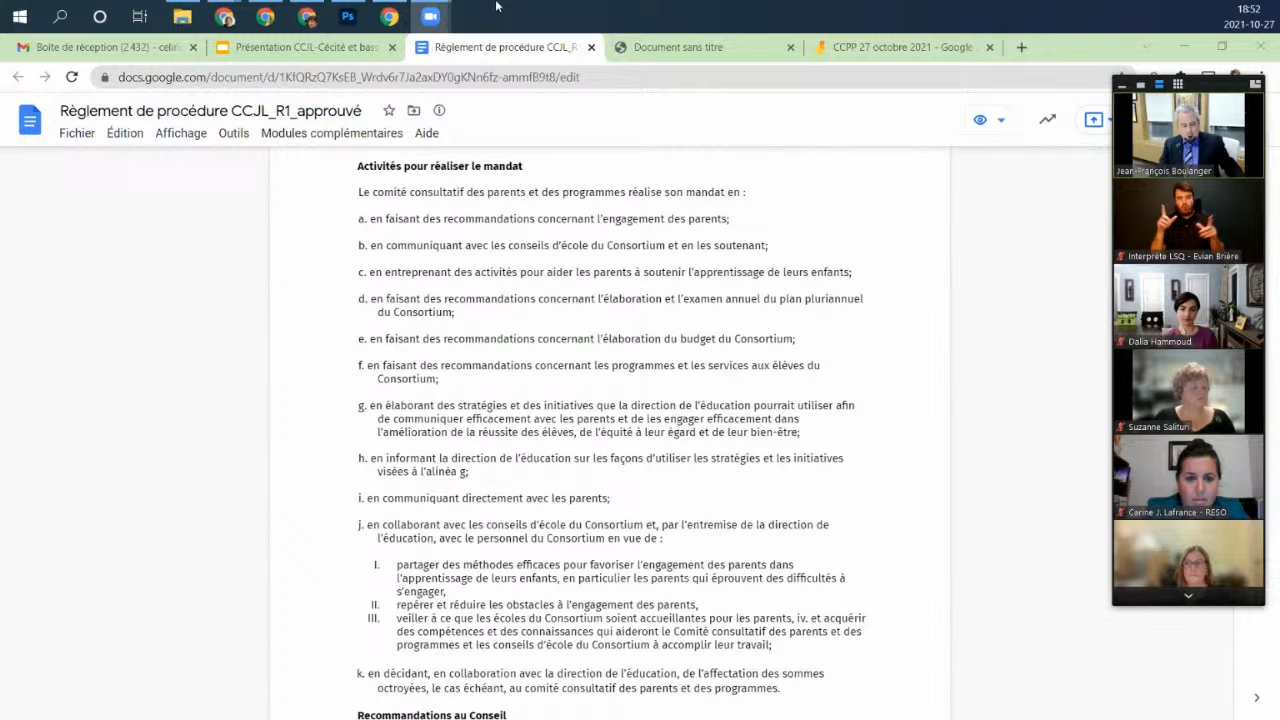 18:52
2021-10-27
Boîte de réception (2 432) - celin
Présentation CCJL-Cécité et bass
Règlement de procédure CCJL_R
Document sans titre
CCPP 27 octobre 2021 - Google
docs.google.com/document/d/1KfQRzQ7KsEB_Wrdv6r7Ja2axDY0gKNn6fz-ammfB9t8/edit
Règlement de procédure CCJL_R1_approuvé
Fichier Édition Affichage Outils Modules complémentaires Aide
Activités pour réaliser le mandat
Le comité consultatif des parents et des programmes réalise son mandat en :
a. en faisant des recommandations concernant l'engagement des parents;
b. en communiquant avec les conseils d'école du Consortium et en les soutenant;
c. en entreprenant des activités pour aider les parents à soutenir l'apprentissage de leurs enfants;
d. en faisant des recommandations concernant l'élaboration et l'examen annuel du plan pluriannuel
du Consortium;
e. en faisant des recommandations concernant l'élaboration du budget du Consortium;
f. en faisant des recommandations concernant les programmes et les services aux élèves du
Consortium;
g. en élaborant des stratégies et des initiatives que la direction de l'éducation pourrait utiliser afin
de communiquer efficacement avec les parents et de les engager efficacement dans
l'amélioration de la réussite des élèves, de l'équité à leur égard et de leur bien-être;
h. en informant la direction de l'éducation sur les façons d'utiliser les stratégies et les initiatives
visées à l'alinéa g;
i. en communiquant directement avec les parents;
j. en collaborant avec les conseils d'école du Consortium et, par l'entremise de la direction de
l'éducation, avec le personnel du Consortium en vue de :
I. partager des méthodes efficaces pour favoriser l'engagement des parents dans
l'apprentissage de leurs enfants, en particulier les parents qui éprouvent des difficultés à
s'engager,
II. repérer et réduire les obstacles à l'engagement des parents,
III. veiller à ce que les écoles du Consortium soient accueillantes pour les parents, iv. et acquérir
des compétences et des connaissances qui aideront le Comité consultatif des parents et des
programmes et les conseils d'école du Consortium à accomplir leur travail;
k. en décidant, en collaboration avec la direction de l'éducation, de l'affectation des sommes
octroyées, le cas échéant, au comité consultatif des parents et des programmes.
Recommandations au Conseil
Jean-François Boulanger
Interprète LSQ - Evian Brière
Dalia Hammoud
Suzanne Salituri
Carine J. Lafrance - RESO